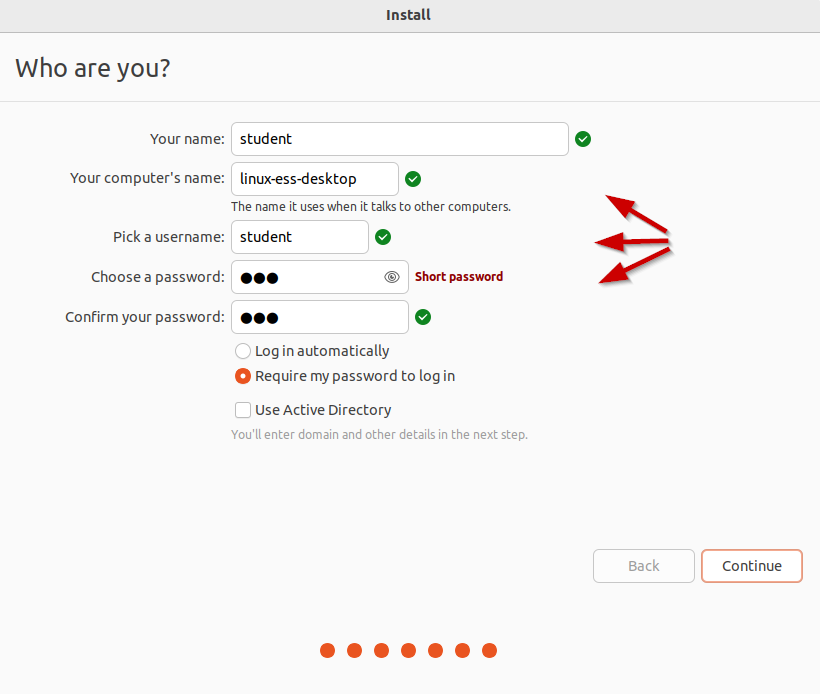 Install
Who are you?
Your name: student
Your computer's name: linux-ess-desktop
The name it uses when it talks to other computers.
Pick a username: student
Choose a password: ●●● Short password
Confirm your password: ●●●
Log in automatically
Require my password to log in
Use Active Directory
You'll enter domain and other details in the next step.
Back Continue